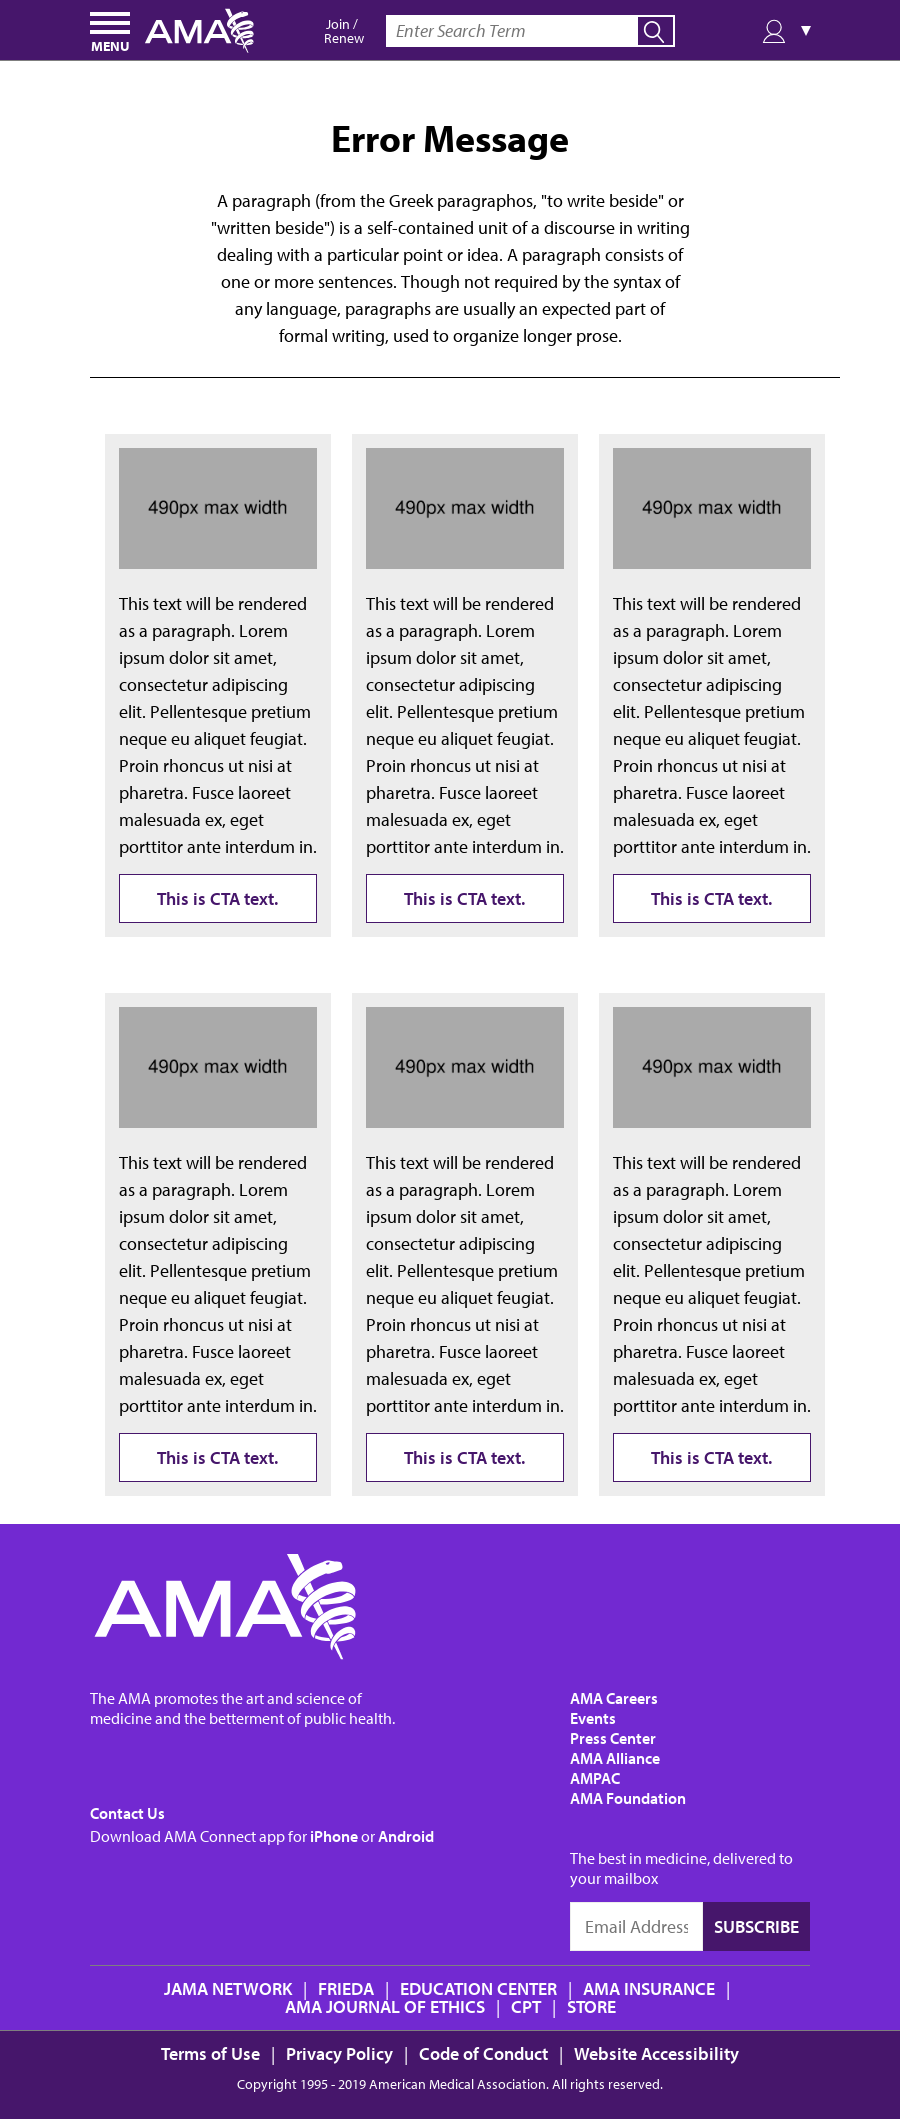 MENU
AMA
Join /
Renew
Enter Search Term
▼
Error Message
A paragraph (from the Greek paragraphos, "to write beside" or
"written beside") is a self-contained unit of a discourse in writing
dealing with a particular point or idea. A paragraph consists of
one or more sentences. Though not required by the syntax of
any language, paragraphs are usually an expected part of
formal writing, used to organize longer prose.
490px max width
This text will be rendered
as a paragraph. Lorem
ipsum dolor sit amet,
consectetur adipiscing
elit. Pellentesque pretium
neque eu aliquet feugiat.
Proin rhoncus ut nisi at
pharetra. Fusce laoreet
malesuada ex, eget
porttitor ante interdum in.
This is CTA text.
490px max width
This text will be rendered
as a paragraph. Lorem
ipsum dolor sit amet,
consectetur adipiscing
elit. Pellentesque pretium
neque eu aliquet feugiat.
Proin rhoncus ut nisi at
pharetra. Fusce laoreet
malesuada ex, eget
porttitor ante interdum in.
This is CTA text.
490px max width
This text will be rendered
as a paragraph. Lorem
ipsum dolor sit amet,
consectetur adipiscing
elit. Pellentesque pretium
neque eu aliquet feugiat.
Proin rhoncus ut nisi at
pharetra. Fusce laoreet
malesuada ex, eget
porttitor ante interdum in.
This is CTA text.
490px max width
This text will be rendered
as a paragraph. Lorem
ipsum dolor sit amet,
consectetur adipiscing
elit. Pellentesque pretium
neque eu aliquet feugiat.
Proin rhoncus ut nisi at
pharetra. Fusce laoreet
malesuada ex, eget
porttitor ante interdum in.
This is CTA text.
490px max width
This text will be rendered
as a paragraph. Lorem
ipsum dolor sit amet,
consectetur adipiscing
elit. Pellentesque pretium
neque eu aliquet feugiat.
Proin rhoncus ut nisi at
pharetra. Fusce laoreet
malesuada ex, eget
porttitor ante interdum in.
This is CTA text.
490px max width
This text will be rendered
as a paragraph. Lorem
ipsum dolor sit amet,
consectetur adipiscing
elit. Pellentesque pretium
neque eu aliquet feugiat.
Proin rhoncus ut nisi at
pharetra. Fusce laoreet
malesuada ex, eget
porttitor ante interdum in.
This is CTA text.
AMA
The AMA promotes the art and science of
medicine and the betterment of public health.
Contact Us
Download AMA Connect app for iPhone or Android
AMA Careers
Events
Press Center
AMA Alliance
AMPAC
AMA Foundation
The best in medicine, delivered to
your mailbox
Email Address
SUBSCRIBE
JAMA NETWORK | FRIEDA | EDUCATION CENTER | AMA INSURANCE |
AMA JOURNAL OF ETHICS | CPT | STORE
Terms of Use | Privacy Policy | Code of Conduct | Website Accessibility
Copyright 1995 - 2019 American Medical Association. All rights reserved.